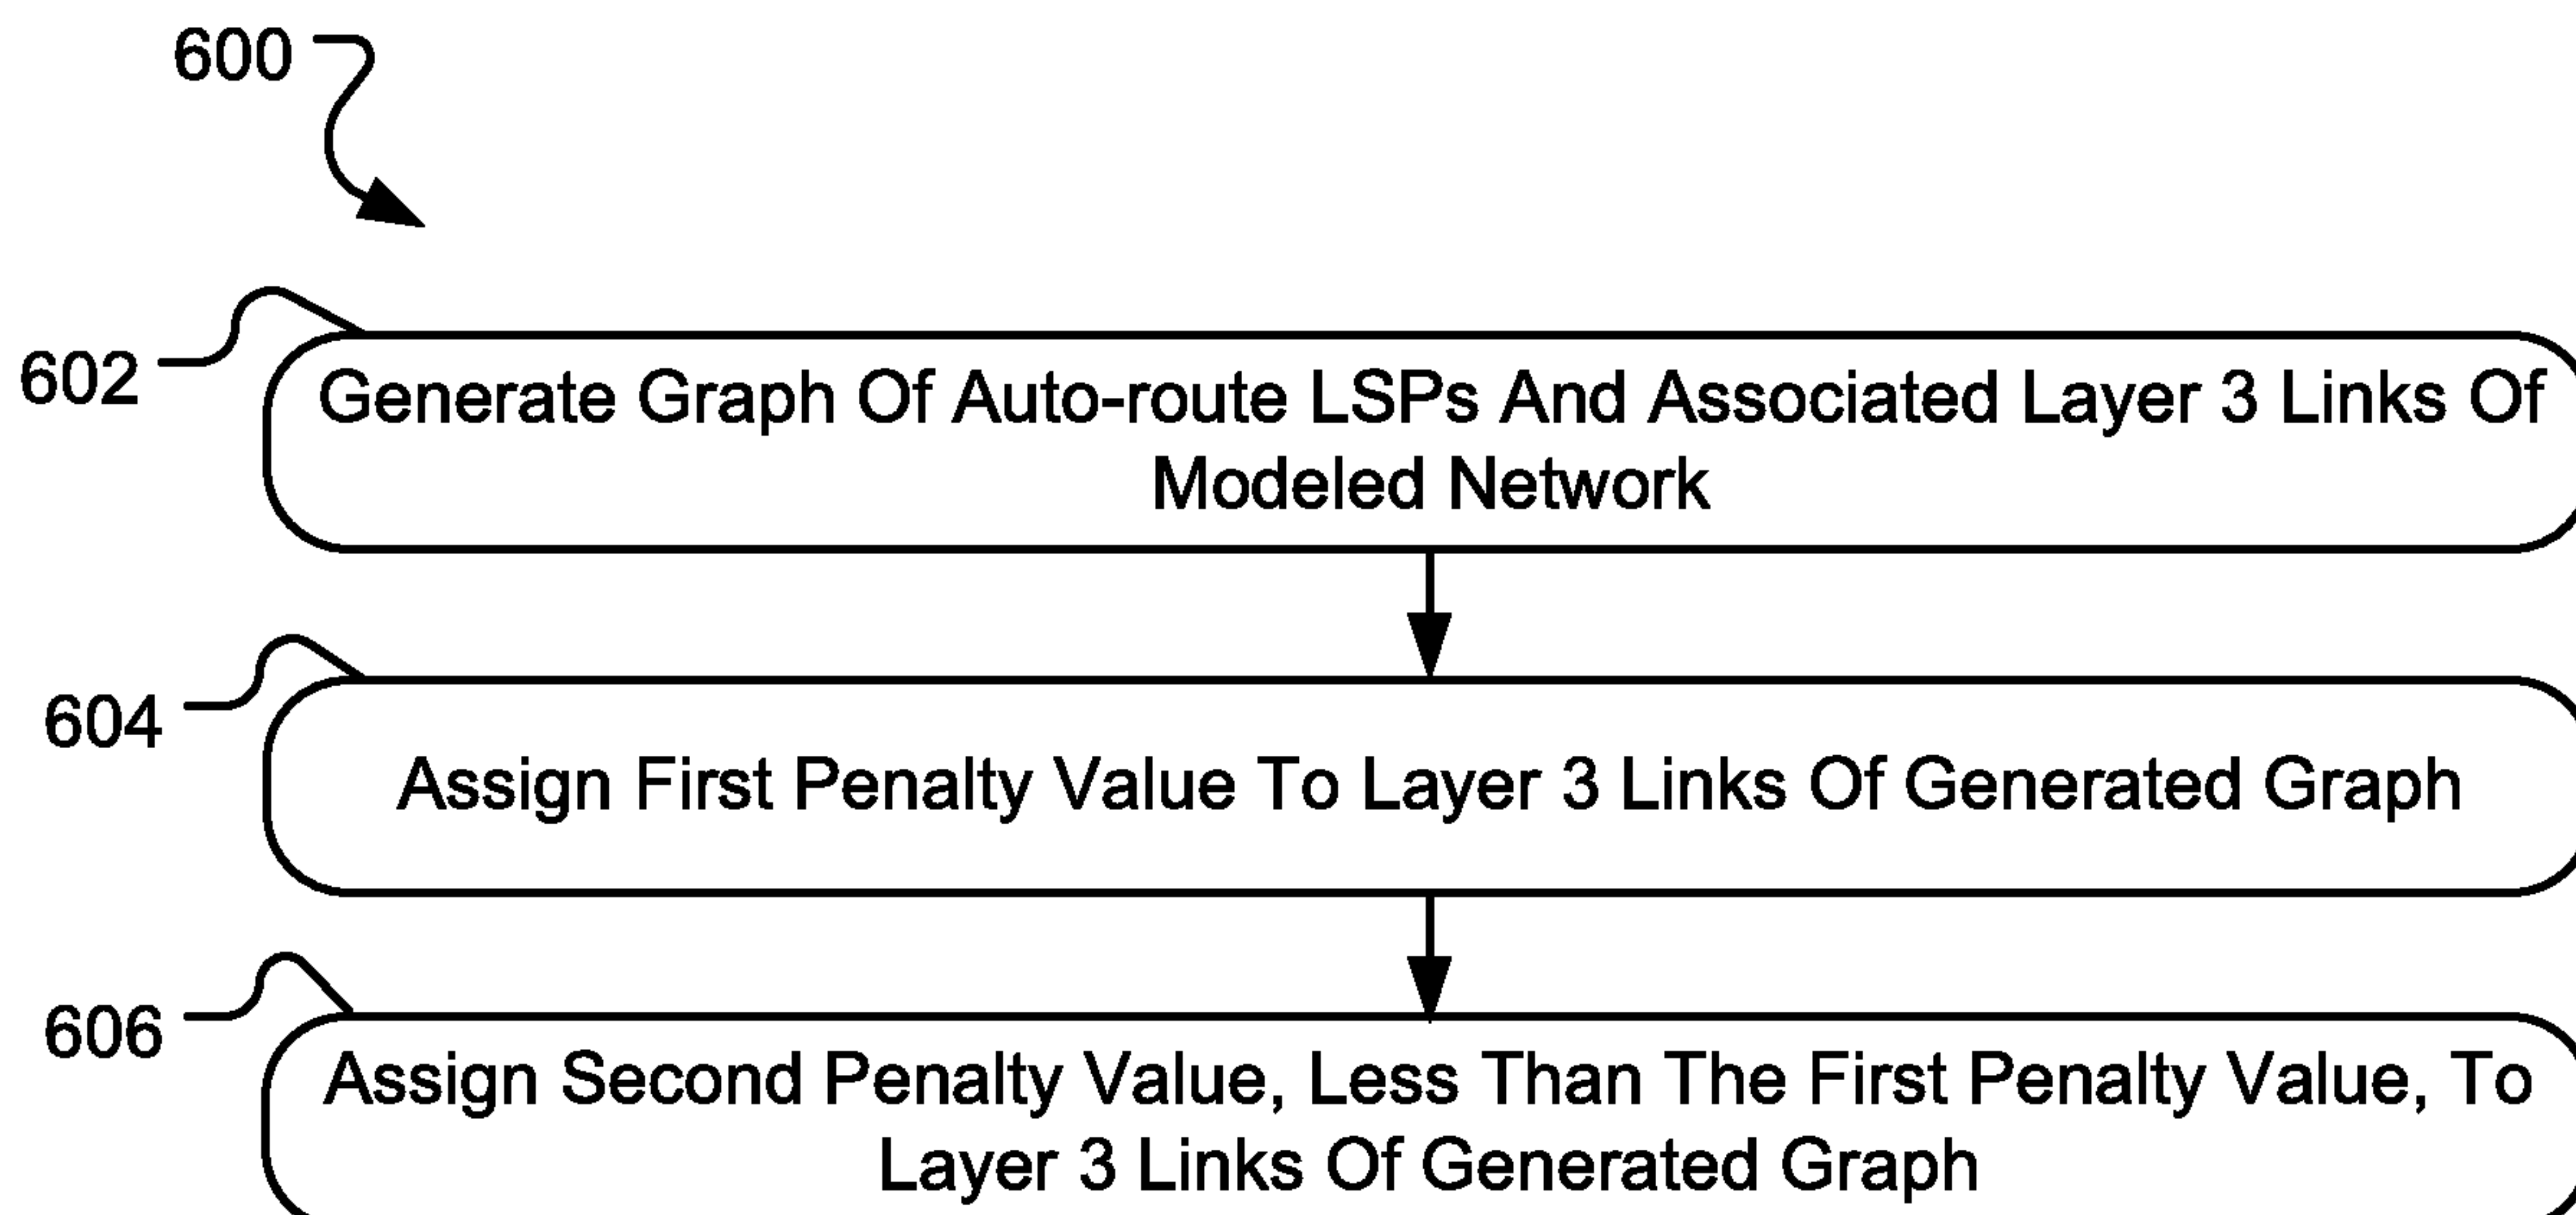 600
602
Generate Graph Of Auto-route LSPs And Associated Layer 3 Links Of
Modeled Network
604
Assign First Penalty Value To Layer 3 Links Of Generated Graph
606
Assign Second Penalty Value, Less Than The First Penalty Value, To
Layer 3 Links Of Generated Graph